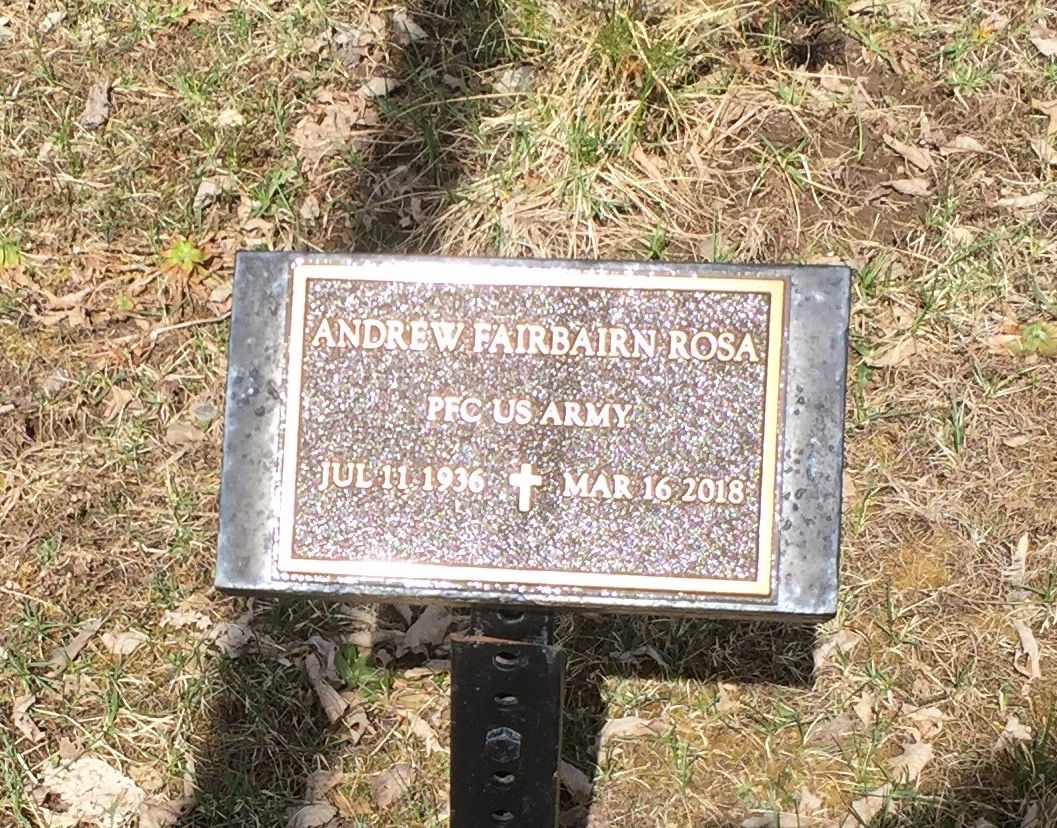 ANDREW FAIRBAIRN ROSA
PFC US ARMY
JUL 11 1936 ✝ MAR 16 2018